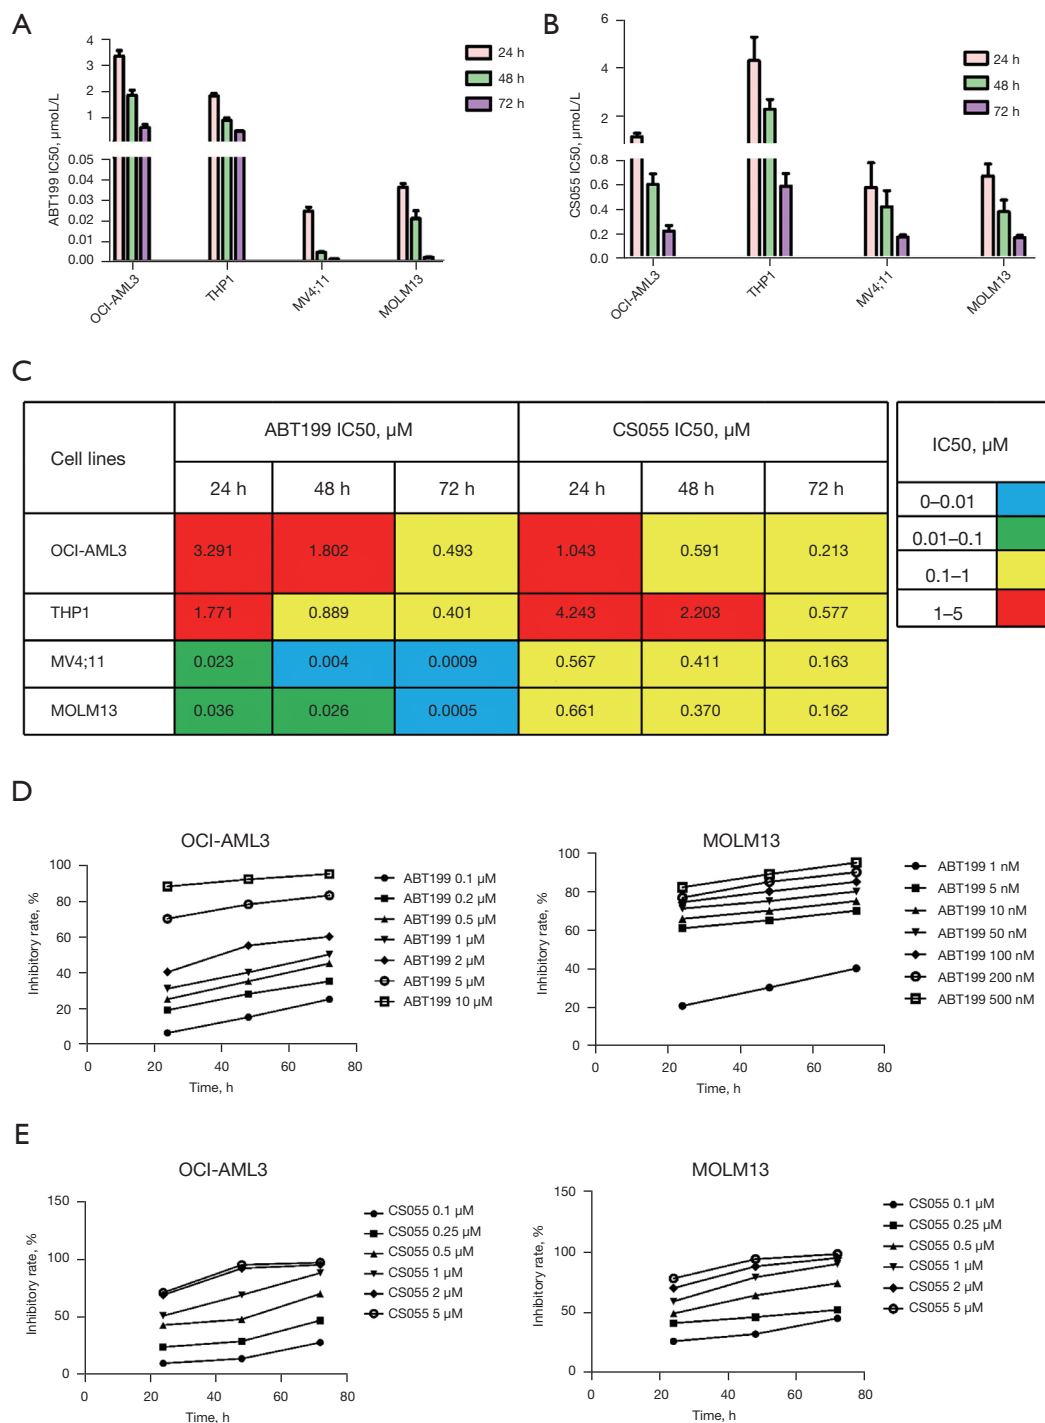 A
4
3
2
1
0.05
0.04
0.03
0.02
0.01
0.00
ABT199 IC50, µmoL/L
24 h
48 h
72 h
OCI-AML3
THP1
MV4;11
MOLM13
B
6
4
2
0.8
0.6
0.4
0.2
0.0
CS055 IC50, µmoL/L
24 h
48 h
72 h
OCI-AML3
THP1
MV4;11
MOLM13
C
Cell lines ABT199 IC50, µM CS055 IC50, µM
24 h 48 h 72 h 24 h 48 h 72 h
OCI-AML3 3.291 1.802 0.493 1.043 0.591 0.213
THP1 1.771 0.889 0.401 4.243 2.203 0.577
MV4;11 0.023 0.004 0.0009 0.567 0.411 0.163
MOLM13 0.036 0.026 0.0005 0.661 0.370 0.162
IC50, µM
0–0.01
0.01–0.1
0.1–1
1–5
D
OCI-AML3
100
80
60
40
20
0
Inhibitory rate, %
0 20 40 60 80
Time, h
ABT199 0.1 µM
ABT199 0.2 µM
ABT199 0.5 µM
ABT199 1 µM
ABT199 2 µM
ABT199 5 µM
ABT199 10 µM
MOLM13
100
80
60
40
20
0
Inhibitory rate, %
0 20 40 60 80
Time, h
ABT199 1 nM
ABT199 5 nM
ABT199 10 nM
ABT199 50 nM
ABT199 100 nM
ABT199 200 nM
ABT199 500 nM
E
OCI-AML3
150
100
50
0
Inhibitory rate, %
0 20 40 60 80
Time, h
CS055 0.1 µM
CS055 0.25 µM
CS055 0.5 µM
CS055 1 µM
CS055 2 µM
CS055 5 µM
MOLM13
150
100
50
0
Inhibitory rate, %
0 20 40 60 80
Time, h
CS055 0.1 µM
CS055 0.25 µM
CS055 0.5 µM
CS055 1 µM
CS055 2 µM
CS055 5 µM